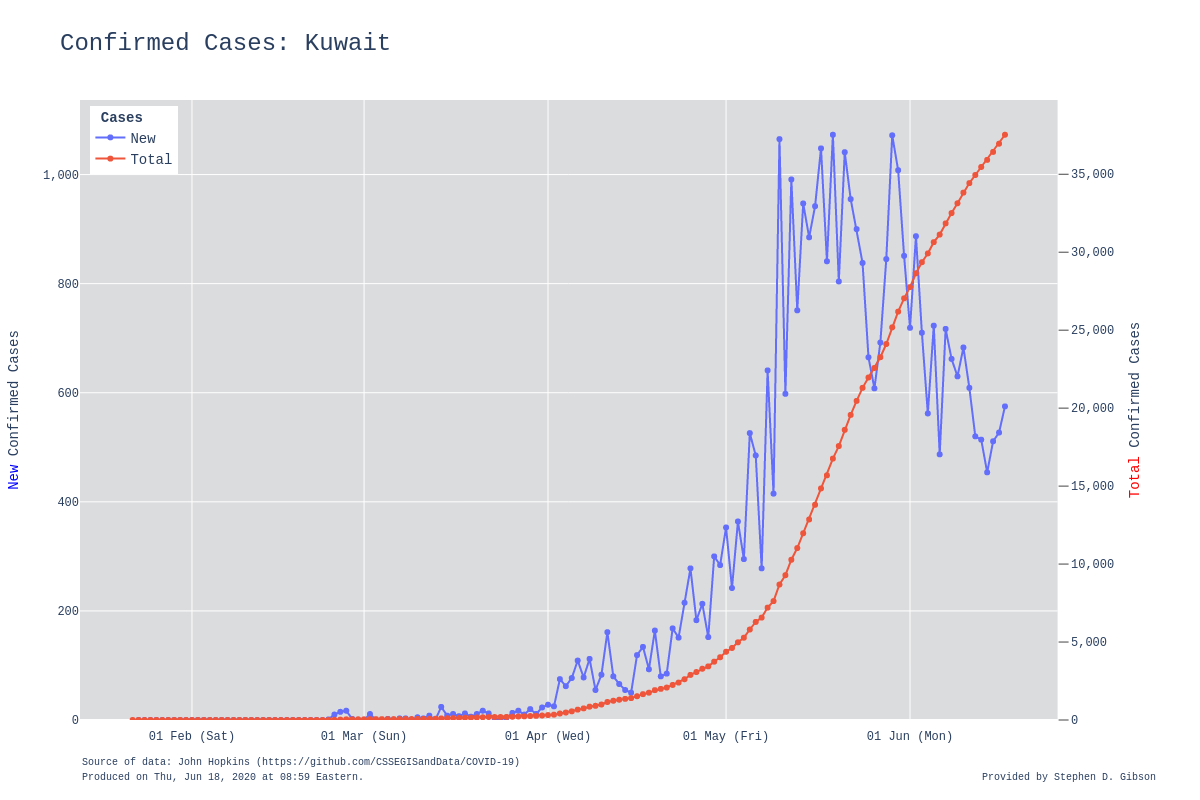 Confirmed Cases: Kuwait
Cases
New
Total
1,000
800
600
400
200
0
35,000
30,000
25,000
20,000
15,000
10,000
5,000
0
New Confirmed Cases
Total Confirmed Cases
01 Feb (Sat)
01 Mar (Sun)
01 Apr (Wed)
01 May (Fri)
01 Jun (Mon)
Source of data: John Hopkins (https://github.com/CSSEGISandData/COVID-19)
Produced on Thu, Jun 18, 2020 at 08:59 Eastern.
Provided by Stephen D. Gibson